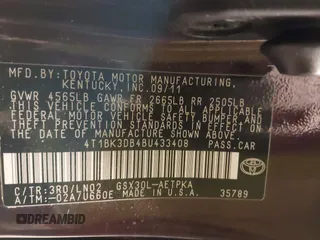 MFD.BY:TOYOTA MOTOR MANUFACTURING,
KENTUCKY, INC. 09/11
GVWR 4565LB GAWR FR 2665LB RR 2505LB
THIS VEHICLE CONFORMS TO ALL APPLICABLE
FEDERAL MOTOR VEHICLE SAFETY, BUMPER, AND
THEFT PREVENTION STANDARDS IN EFFECT ON
THE DATE OF MANUFACTURE SHOWN ABOVE.
4T1BK3DB4BU433408 PASS.CAR
C/TR:3R0/LN02 GSX30L-AETPKA
A/TM:-02A/U660E MADE IN U.S.A. 35789
DREAMBID